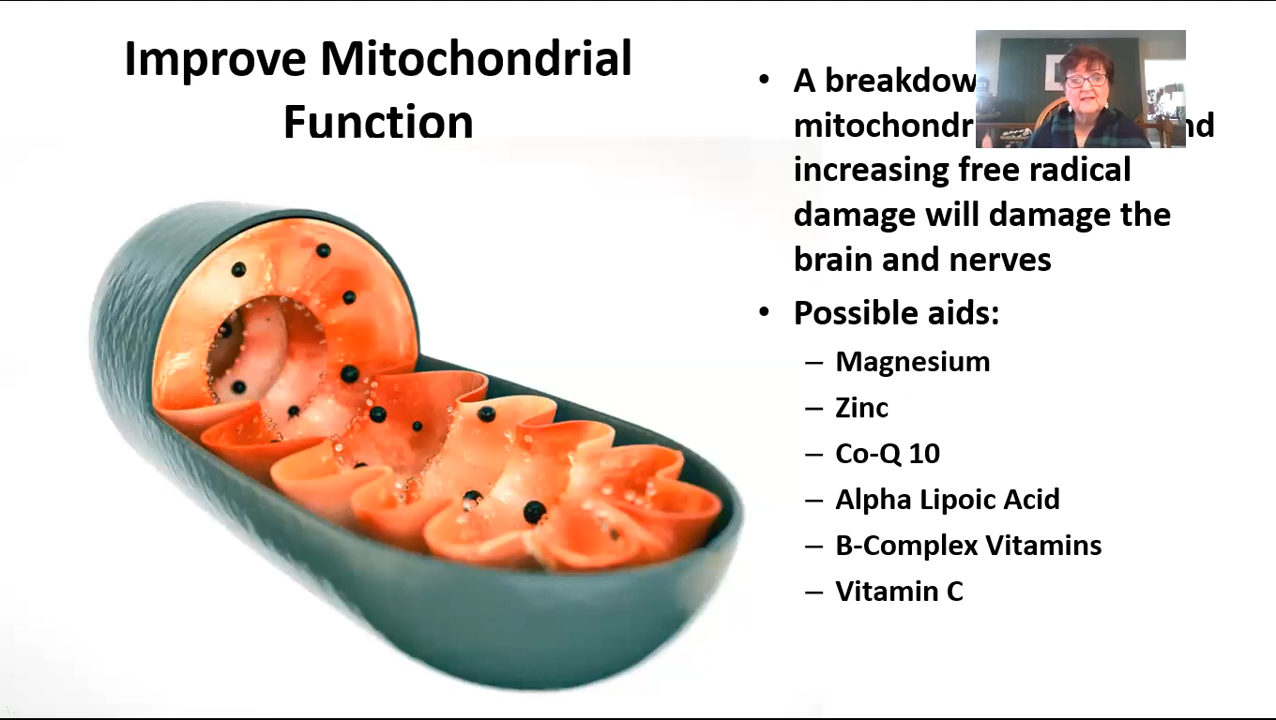 Improve Mitochondrial
Function
• A breakdow
mitochondr nd
increasing free radical
damage will damage the
brain and nerves
• Possible aids:
– Magnesium
– Zinc
– Co-Q 10
– Alpha Lipoic Acid
– B-Complex Vitamins
– Vitamin C